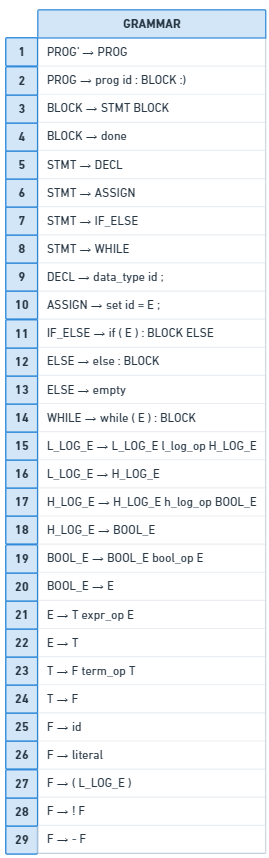 GRAMMAR
1 PROG' → PROG
2 PROG → prog id : BLOCK :)
3 BLOCK → STMT BLOCK
4 BLOCK → done
5 STMT → DECL
6 STMT → ASSIGN
7 STMT → IF_ELSE
8 STMT → WHILE
9 DECL → data_type id ;
10 ASSIGN → set id = E ;
11 IF_ELSE → if ( E ) : BLOCK ELSE
12 ELSE → else : BLOCK
13 ELSE → empty
14 WHILE → while ( E ) : BLOCK
15 L_LOG_E → L_LOG_E l_log_op H_LOG_E
16 L_LOG_E → H_LOG_E
17 H_LOG_E → H_LOG_E h_log_op BOOL_E
18 H_LOG_E → BOOL_E
19 BOOL_E → BOOL_E bool_op E
20 BOOL_E → E
21 E → T expr_op E
22 E → T
23 T → F term_op T
24 T → F
25 F → id
26 F → literal
27 F → ( L_LOG_E )
28 F → ! F
29 F → - F